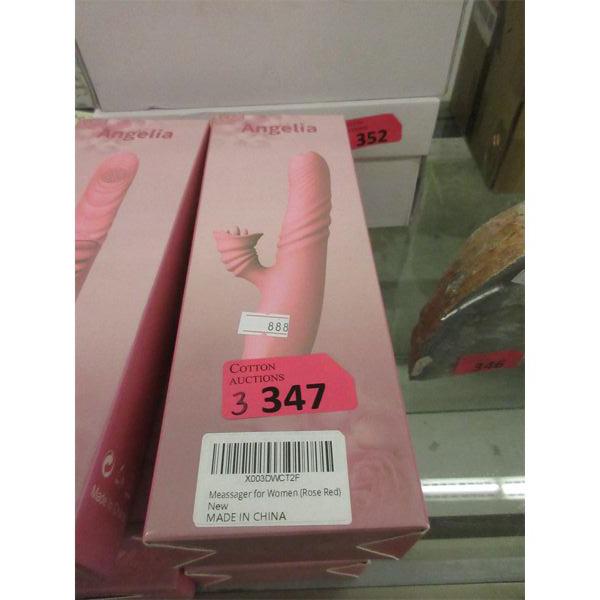 Angelia
Angelia
352
888
COTTON
AUCTIONS
3 347
346
X003DWCT2F
Meassager for Women (Rose Red)
New
MADE IN CHINA